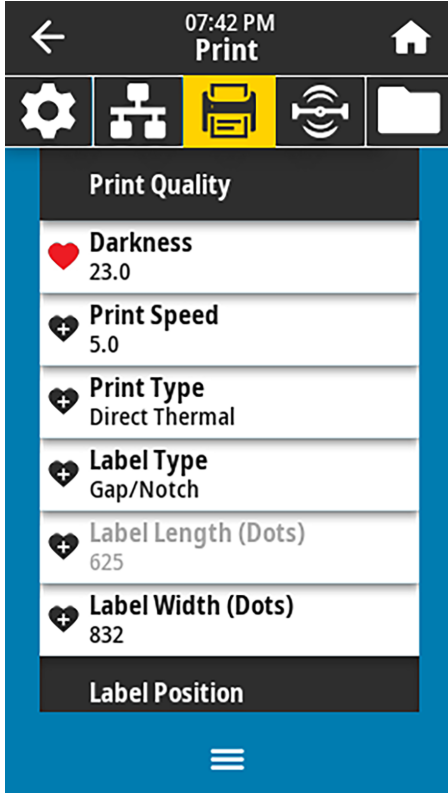 07:42 PM
Print
Print Quality
Darkness
23.0
Print Speed
5.0
Print Type
Direct Thermal
Label Type
Gap/Notch
Label Length (Dots)
625
Label Width (Dots)
832
Label Position